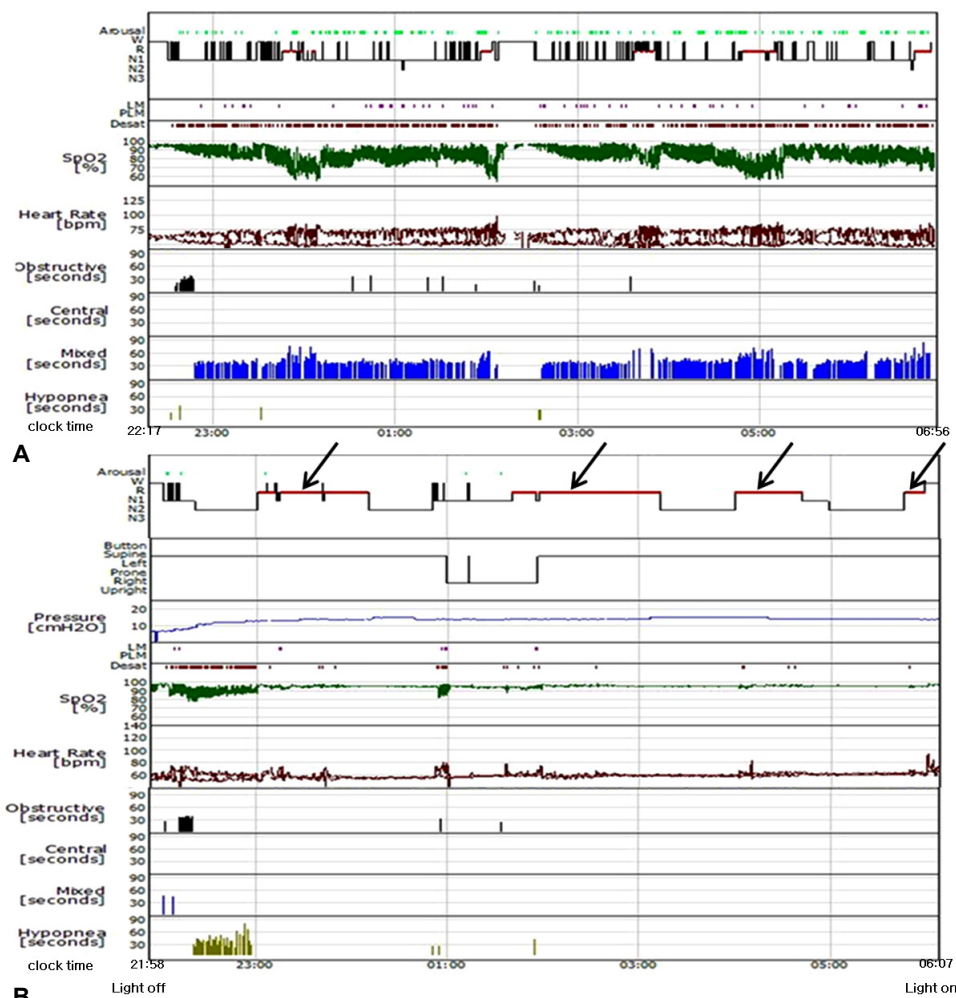 Arousal
W
R
N1
N2
N3
LM
PLM
Desat
SpO2 [%]
100
90
80
70
60
Heart Rate [bpm]
125
100
75
Obstructive [seconds]
90
60
30
Central [seconds]
90
60
30
Mixed [seconds]
90
60
30
Hypopnea [seconds]
90
60
30
clock time 22:17 23:00 01:00 03:00 05:00 06:56
A
Arousal
W
R
N1
N2
N3
Button
Supine
Left
Prone
Right
Upright
Pressure [cmH2O]
20
10
LM
PLM
Desat
SpO2 [%]
100
90
80
70
60
Heart Rate [bpm]
140
120
100
80
60
Obstructive [seconds]
90
60
30
Central [seconds]
90
60
30
Mixed [seconds]
90
60
30
Hypopnea [seconds]
90
60
30
clock time 21:58 23:00 01:00 03:00 05:00 06:07
Light off Light on
B